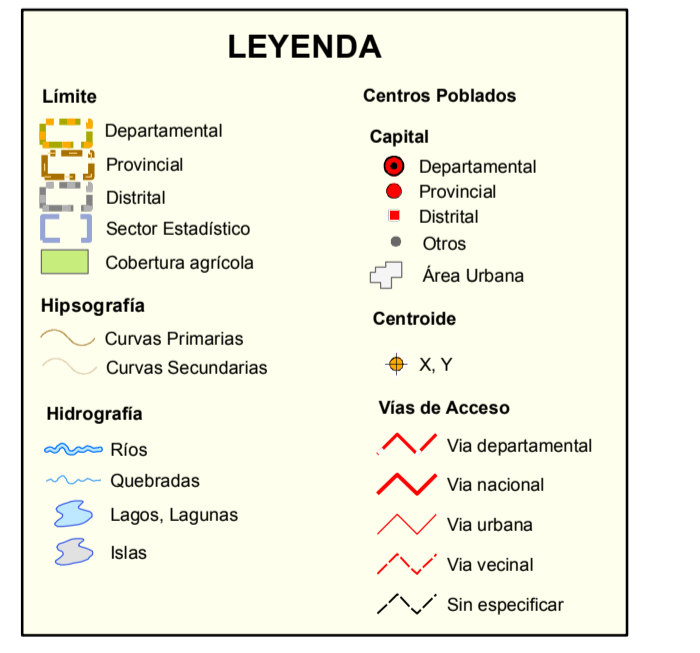 LEYENDA
Límite
Departamental
Provincial
Distrital
Sector Estadístico
Cobertura agrícola
Hipsografía
Curvas Primarias
Curvas Secundarias
Hidrografía
Ríos
Quebradas
Lagos, Lagunas
Islas
Centros Poblados
Capital
Departamental
Provincial
Distrital
Otros
Área Urbana
Centroide
X, Y
Vías de Acceso
Via departamental
Via nacional
Via urbana
Via vecinal
Sin especificar